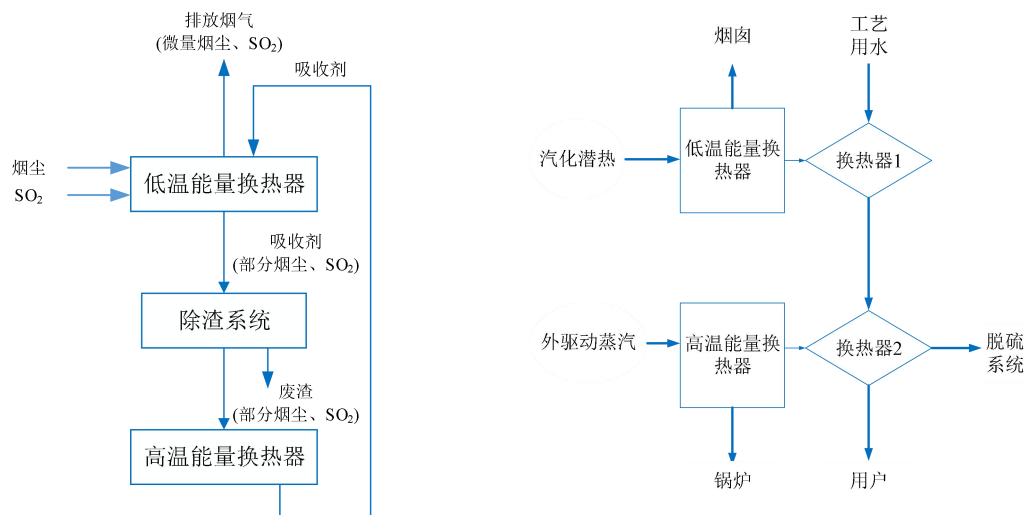 排放烟气
(微量烟尘、SO₂)
吸收剂
烟尘
SO₂
低温能量换热器
吸收剂
(部分烟尘、SO₂)
除渣系统
废渣
(部分烟尘、SO₂)
高温能量换热器
烟囱
工艺
用水
汽化潜热
低温能量换
热器
换热器1
外驱动蒸汽
高温能量换
热器
换热器2
脱硫
系统
锅炉
用户